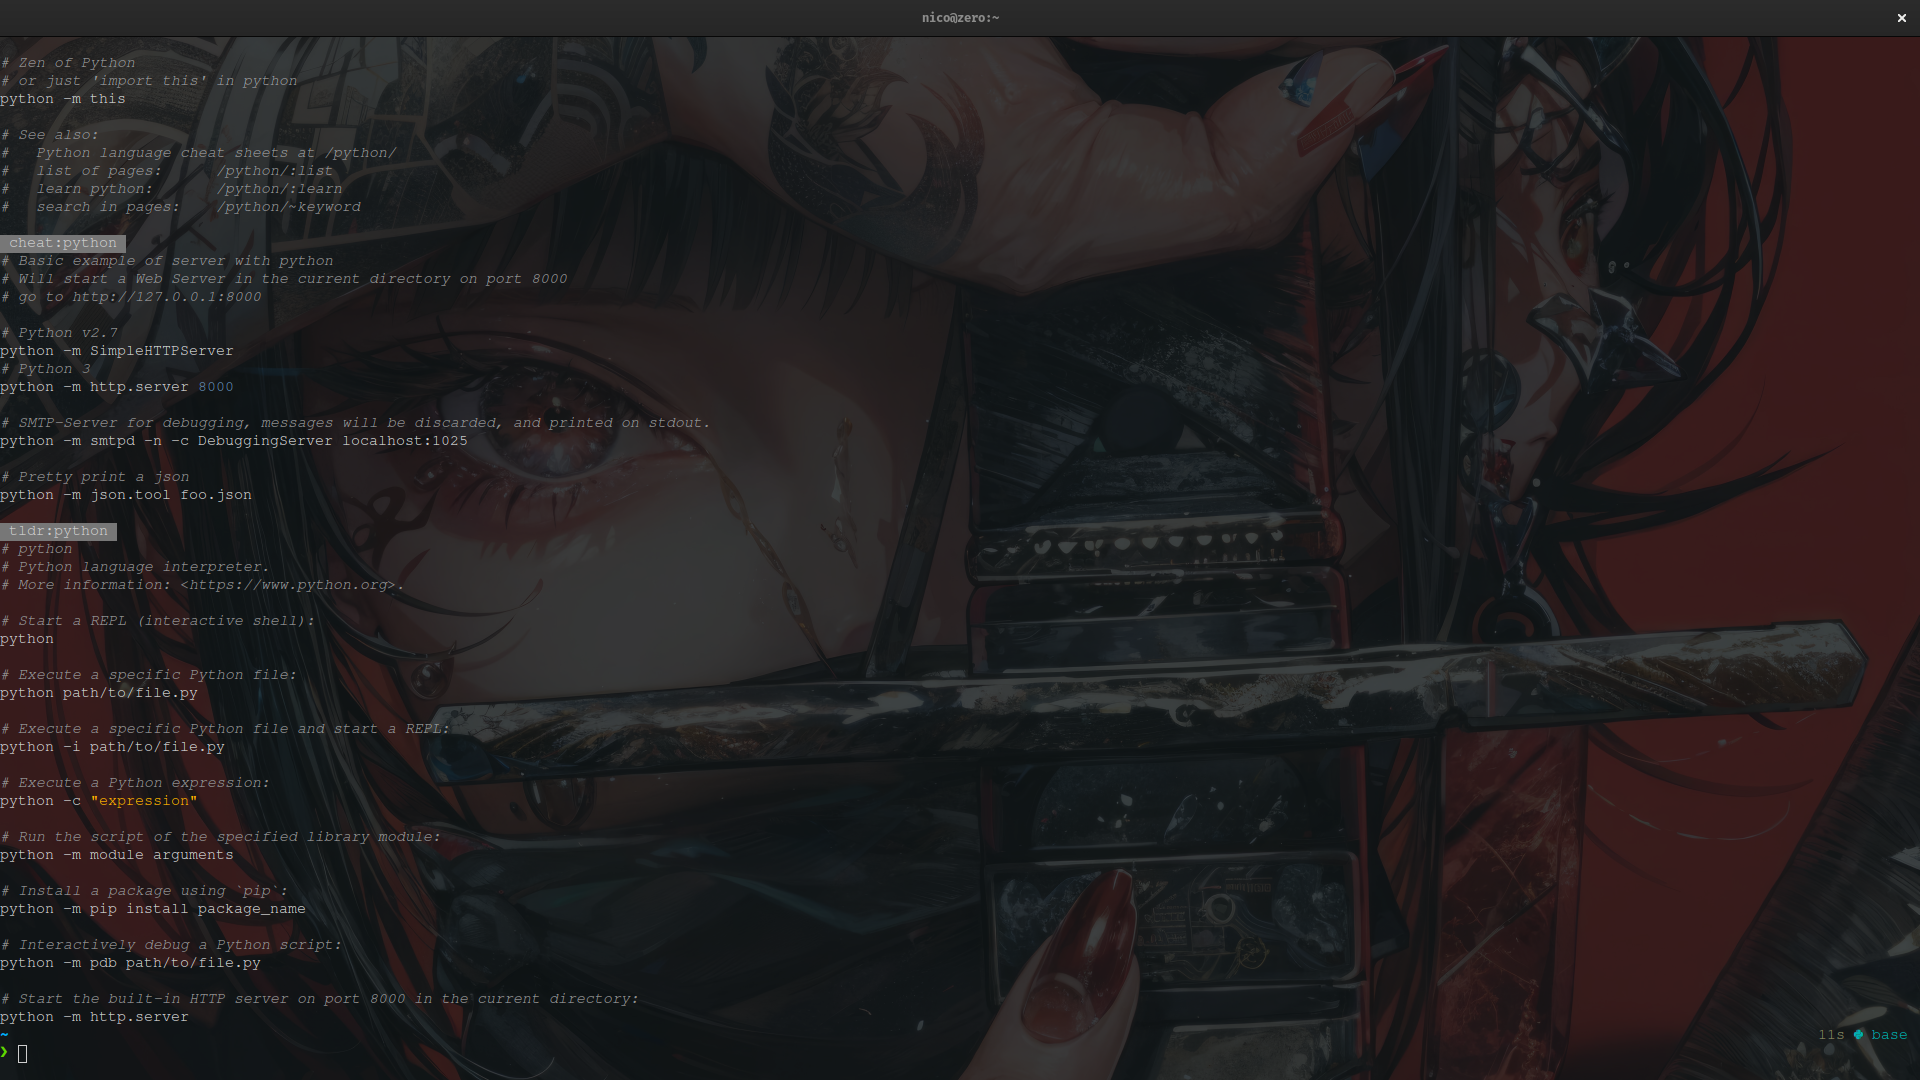 nico@zero:~ ×
# Zen of Python
# or just 'import this' in python
python -m this
# See also:
#   Python language cheat sheets at /python/
#   list of pages:      /python/:list
#   learn python:       /python/:learn
#   search in pages:    /python/~keyword
cheat:python
# Basic example of server with python
# Will start a Web Server in the current directory on port 8000
# go to http://127.0.0.1:8000
# Python v2.7
python -m SimpleHTTPServer
# Python 3
python -m http.server 8000
# SMTP-Server for debugging, messages will be discarded, and printed on stdout.
python -m smtpd -n -c DebuggingServer localhost:1025
# Pretty print a json
python -m json.tool foo.json
tldr:python
# python
# Python language interpreter.
# More information: <https://www.python.org>.
# Start a REPL (interactive shell):
python
# Execute a specific Python file:
python path/to/file.py
# Execute a specific Python file and start a REPL:
python -i path/to/file.py
# Execute a Python expression:
python -c "expression"
# Run the script of the specified library module:
python -m module arguments
# Install a package using `pip`:
python -m pip install package_name
# Interactively debug a Python script:
python -m pdb path/to/file.py
# Start the built-in HTTP server on port 8000 in the current directory:
python -m http.server
~ 11s base
❯